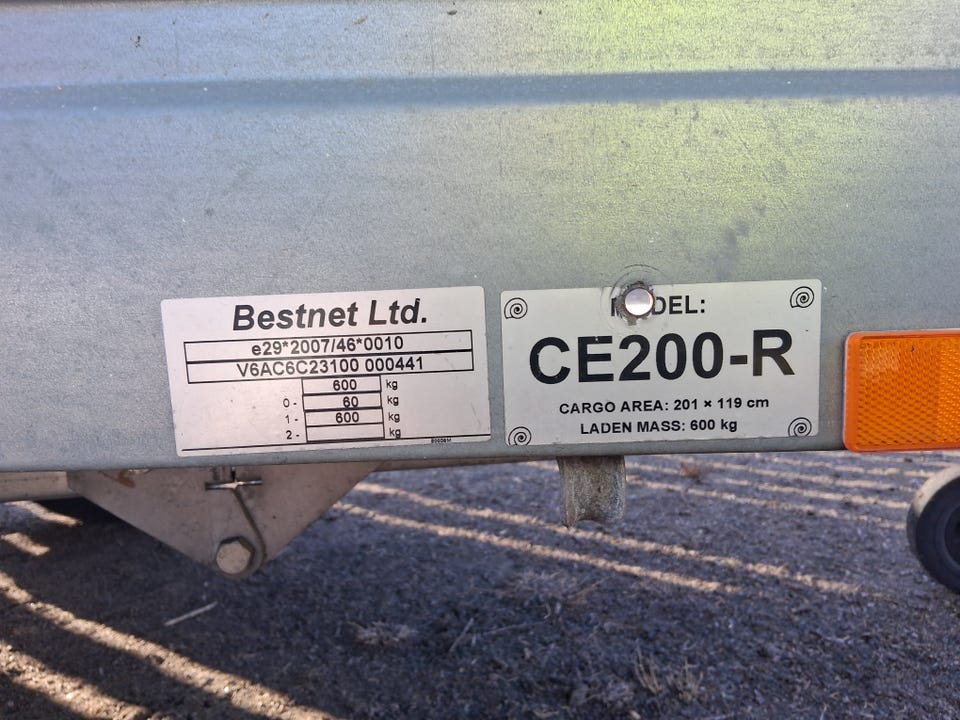 Bestnet Ltd.
e29*2007/46*0010
V6AC6C23100 000441
600 kg
0- 60 kg
1- 600 kg
2- kg
MODEL:
CE200-R
CARGO AREA: 201 × 119 cm
LADEN MASS: 600 kg